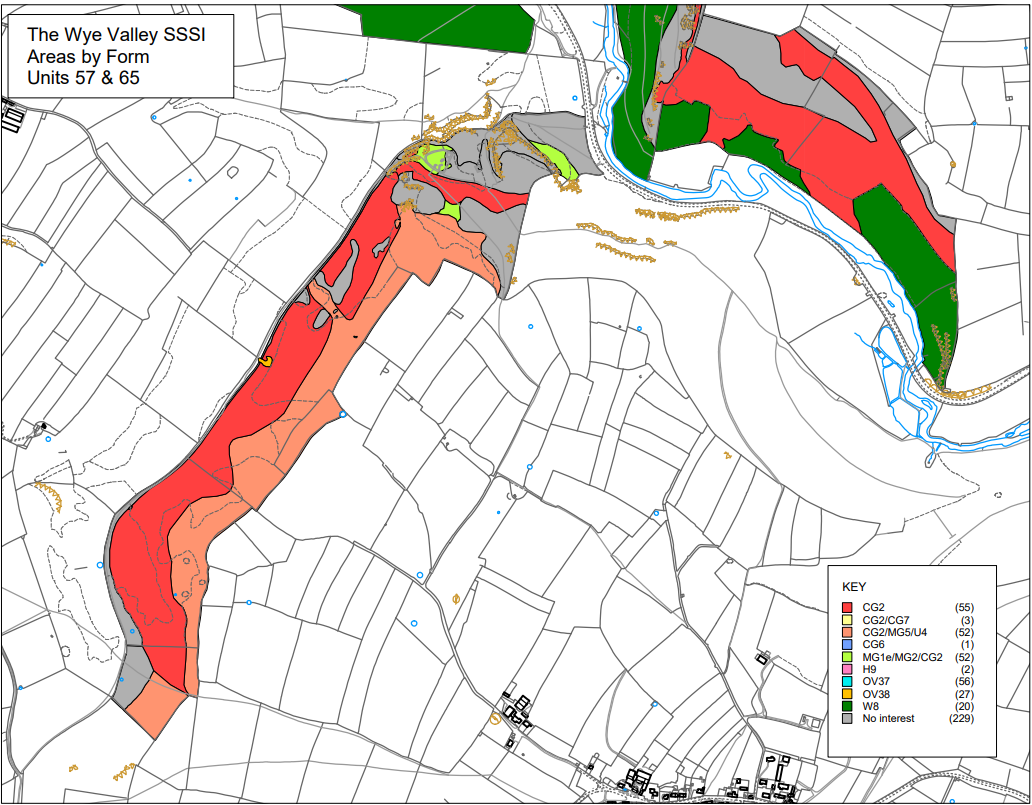 The Wye Valley SSSI
Areas by Form
Units 57 & 65
KEY
CG2 (55)
CG2/CG7 (3)
CG2/MG5/U4 (52)
CG6 (1)
MG1e/MG2/CG2 (52)
H9 (2)
OV37 (56)
OV38 (27)
W8 (20)
No interest (229)